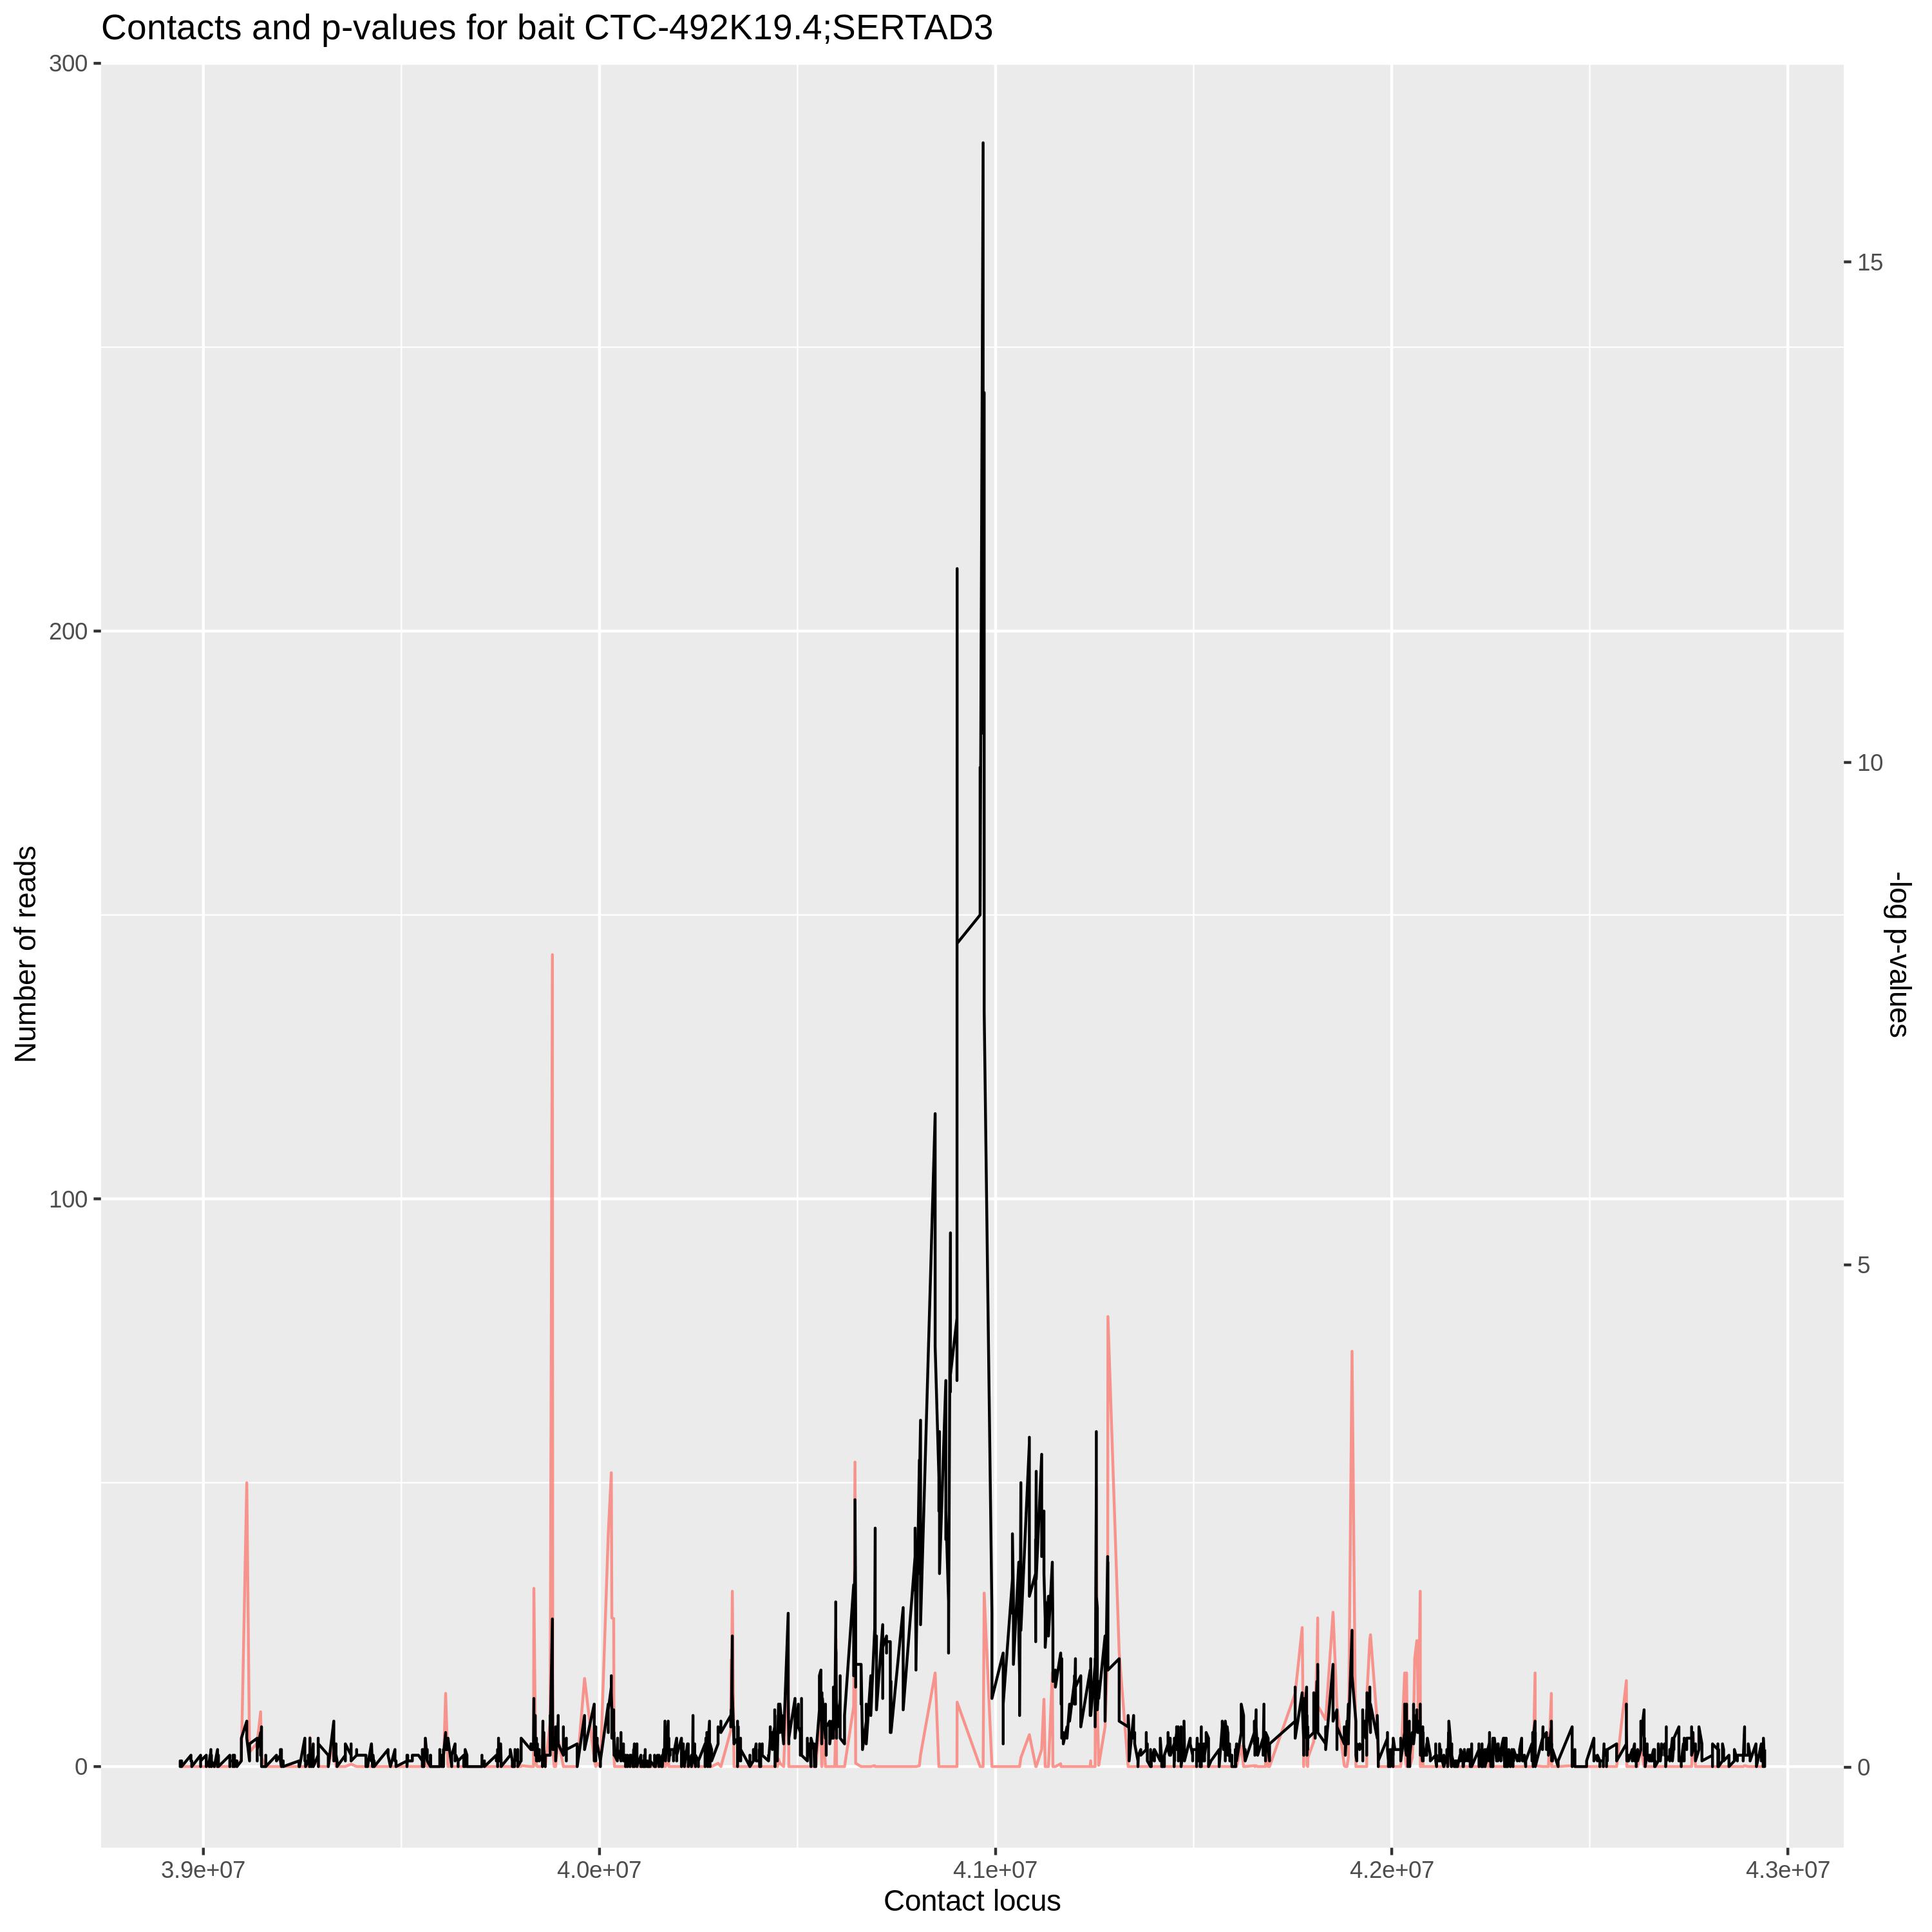 Contacts and p-values for bait CTC-492K19.4;SERTAD3
300
200
100
0
Number of reads
15
10
5
0
-log p-values
3.9e+07
4.0e+07
4.1e+07
4.2e+07
4.3e+07
Contact locus